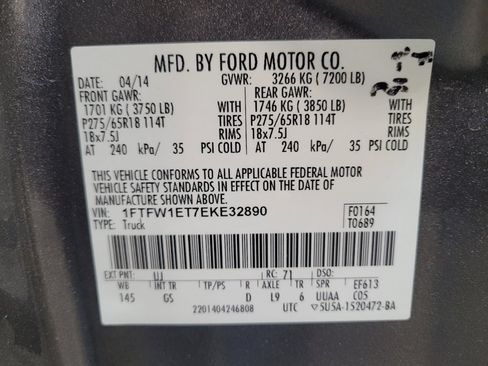 MFD. BY FORD MOTOR CO.
DATE: 04/14 GVWR: 3266 KG ( 7200 LB)
FRONT GAWR: REAR GAWR:
1701 KG ( 3750 LB) WITH 1746 KG ( 3850 LB) WITH
P275/65R18 114T TIRES P275/65R18 114T TIRES
18x7.5J RIMS 18x7.5J RIMS
AT 240 kPa/ 35 PSI COLD AT 240 kPa/ 35 PSI COLD
THIS VEHICLE CONFORMS TO ALL APPLICABLE FEDERAL MOTOR
VEHICLE SAFETY STANDARDS IN EFFECT ON THE DATE OF
MANUFACTURE SHOWN ABOVE.
VIN: 1FTFW1ET7EKE32890 F0164
TYPE: Truck T0689
EXT PNT: UJ RC: 71 DSO:
WB TP/PS R AXLE TR SPR EF613
145 GS D L9 6 UUAA C05
2201404246808 UTC 5U5A-1520472-BA